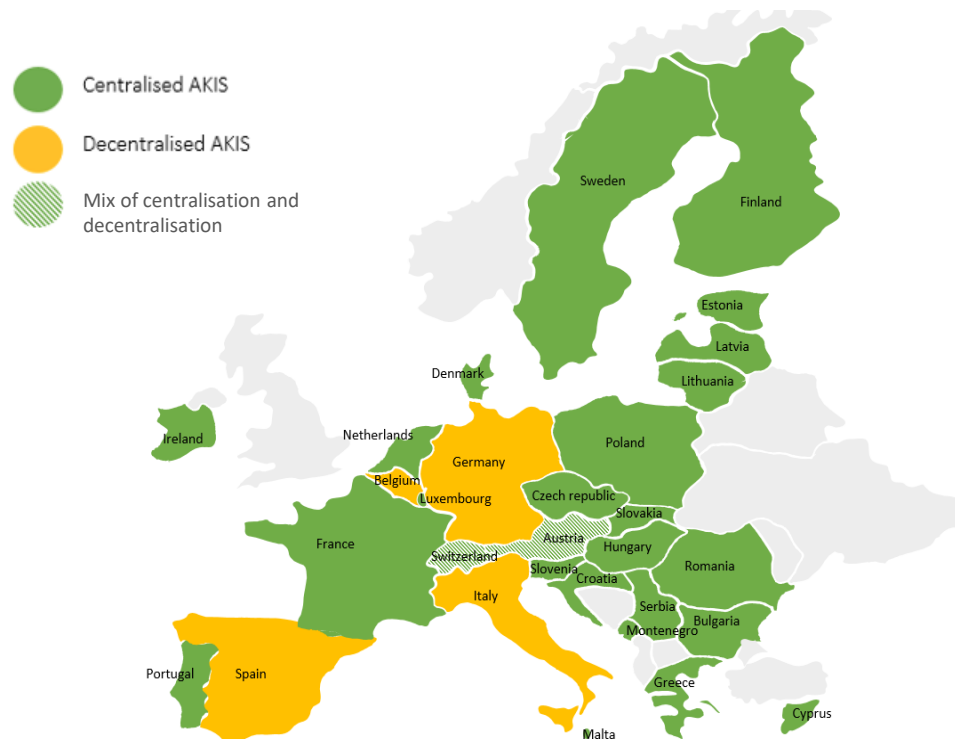 Centralised AKIS
Decentralised AKIS
Mix of centralisation and
decentralisation
Sweden
Finland
Estonia
Latvia
Denmark
Lithuania
Ireland
Netherlands
Poland
Germany
Belgium
Czech republic
Luxembourg
Slovakia
France
Austria
Hungary
Switzerland
Slovenia
Romania
Croatia
Italy
Serbia
Bulgaria
Montenegro
Portugal
Spain
Greece
Cyprus
Malta